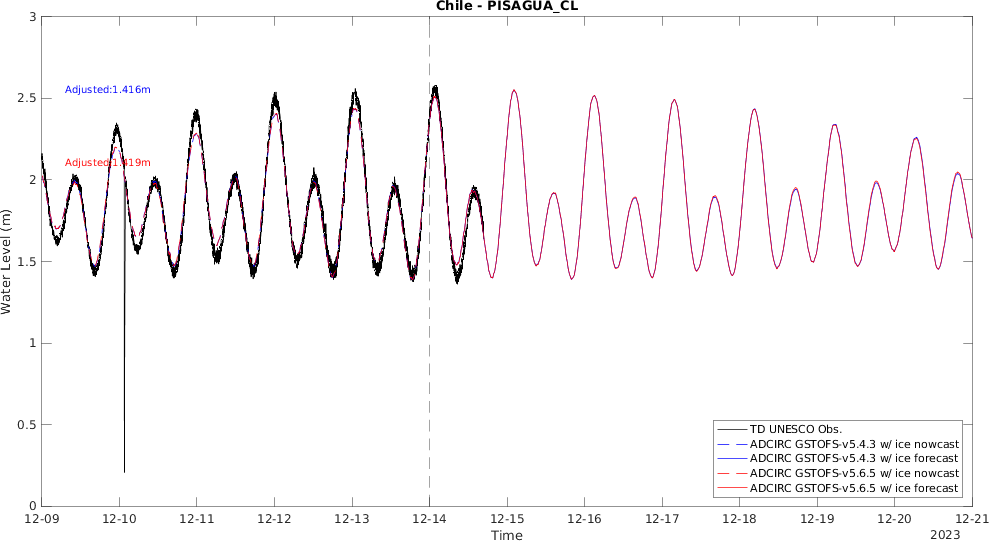 Chile - PISAGUA_CL
3
2.5
2
1.5
1
0.5
0
Water Level (m)
Adjusted:1.416m
Adjusted:1.419m
TD UNESCO Obs.
ADCIRC GSTOFS-v5.4.3 w/ ice nowcast
ADCIRC GSTOFS-v5.4.3 w/ ice forecast
ADCIRC GSTOFS-v5.6.5 w/ ice nowcast
ADCIRC GSTOFS-v5.6.5 w/ ice forecast
12-09 12-10 12-11 12-12 12-13 12-14 12-15 12-16 12-17 12-18 12-19 12-20 12-21
Time
2023